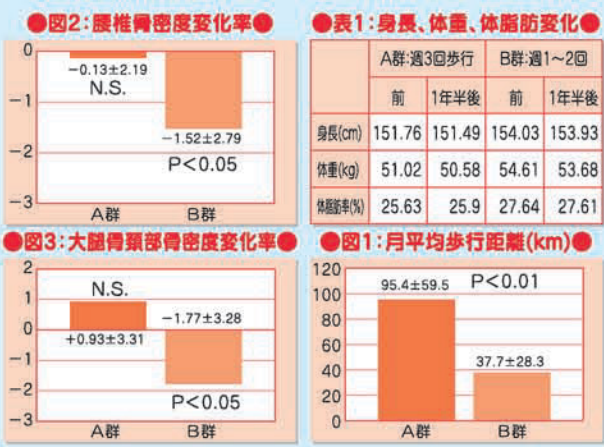 ●図2:腰椎骨密度変化率●
0
−1
−2
−3
−0.13±2.19
N.S.
−1.52±2.79
P<0.05
A群
B群
●表1:身長、体重、体脂肪変化●
A群:週3回歩行 B群:週1〜2回
前 1年半後 前 1年半後
身長(cm) 151.76 151.49 154.03 153.93
体重(kg) 51.02 50.58 54.61 53.68
体脂肪率(%) 25.63 25.9 27.64 27.61
●図3:大腿骨頚部骨密度変化率●
2
1
0
−1
−2
−3
N.S.
+0.93±3.31
−1.77±3.28
P<0.05
A群
B群
●図1:月平均歩行距離(km)●
120
100
80
60
40
20
0
95.4±59.5
P<0.01
37.7±28.3
A群
B群